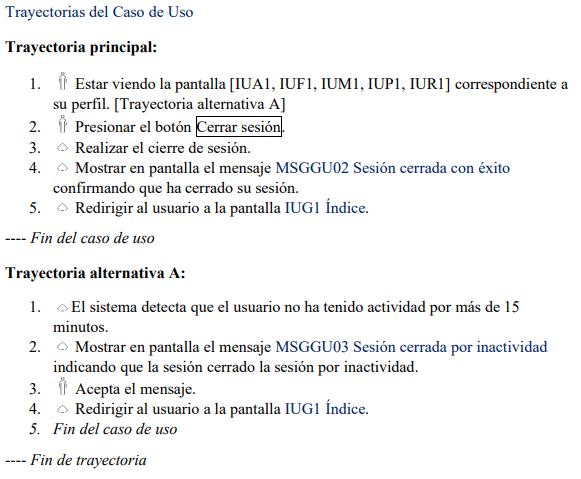 Trayectorias del Caso de Uso
Trayectoria principal:
1. Estar viendo la pantalla [IUA1, IUF1, IUM1, IUP1, IUR1] correspondiente a
su perfil. [Trayectoria alternativa A]
2. Presionar el botón Cerrar sesión.
3. Realizar el cierre de sesión.
4. Mostrar en pantalla el mensaje MSGGU02 Sesión cerrada con éxito
confirmando que ha cerrado su sesión.
5. Redirigir al usuario a la pantalla IUG1 Índice.
---- Fin del caso de uso
Trayectoria alternativa A:
1. El sistema detecta que el usuario no ha tenido actividad por más de 15
minutos.
2. Mostrar en pantalla el mensaje MSGGU03 Sesión cerrada por inactividad
indicando que la sesión cerrado la sesión por inactividad.
3. Acepta el mensaje.
4. Redirigir al usuario a la pantalla IUG1 Índice.
5. Fin del caso de uso
---- Fin de trayectoria